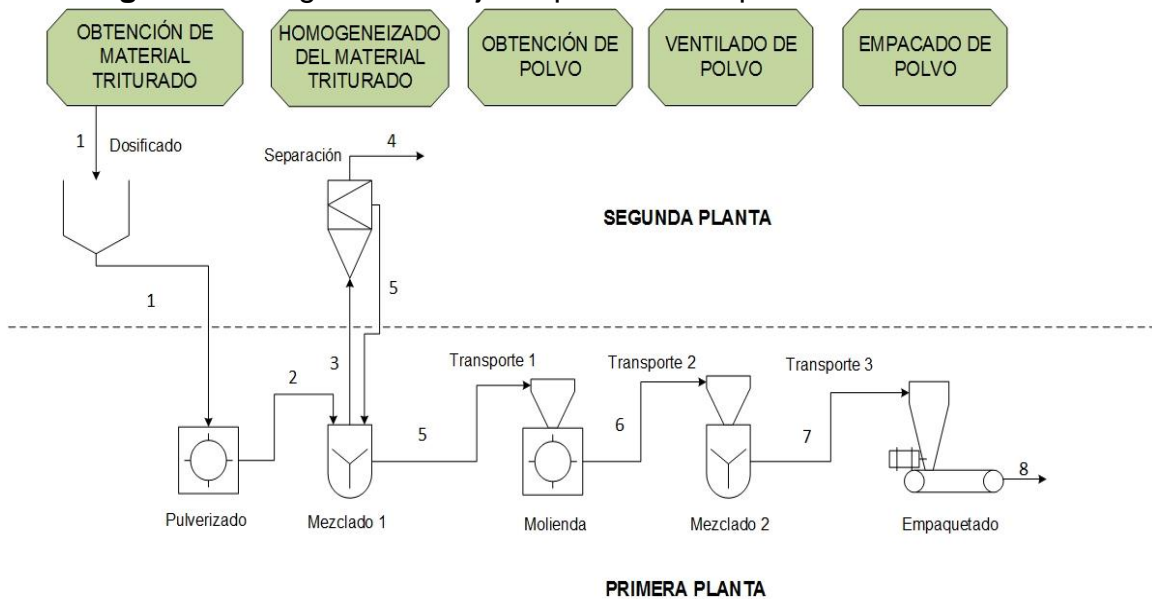 OBTENCIÓN DE
MATERIAL
TRITURADO
HOMOGENEIZADO
DEL MATERIAL
TRITURADO
OBTENCIÓN DE
POLVO
VENTILADO DE
POLVO
EMPACADO DE
POLVO
1
Dosificado
Separación
4
SEGUNDA PLANTA
5
1
3
2
Transporte 1
Transporte 2
Transporte 3
5
6
7
8
Pulverizado
Mezclado 1
Molienda
Mezclado 2
Empaquetado
PRIMERA PLANTA